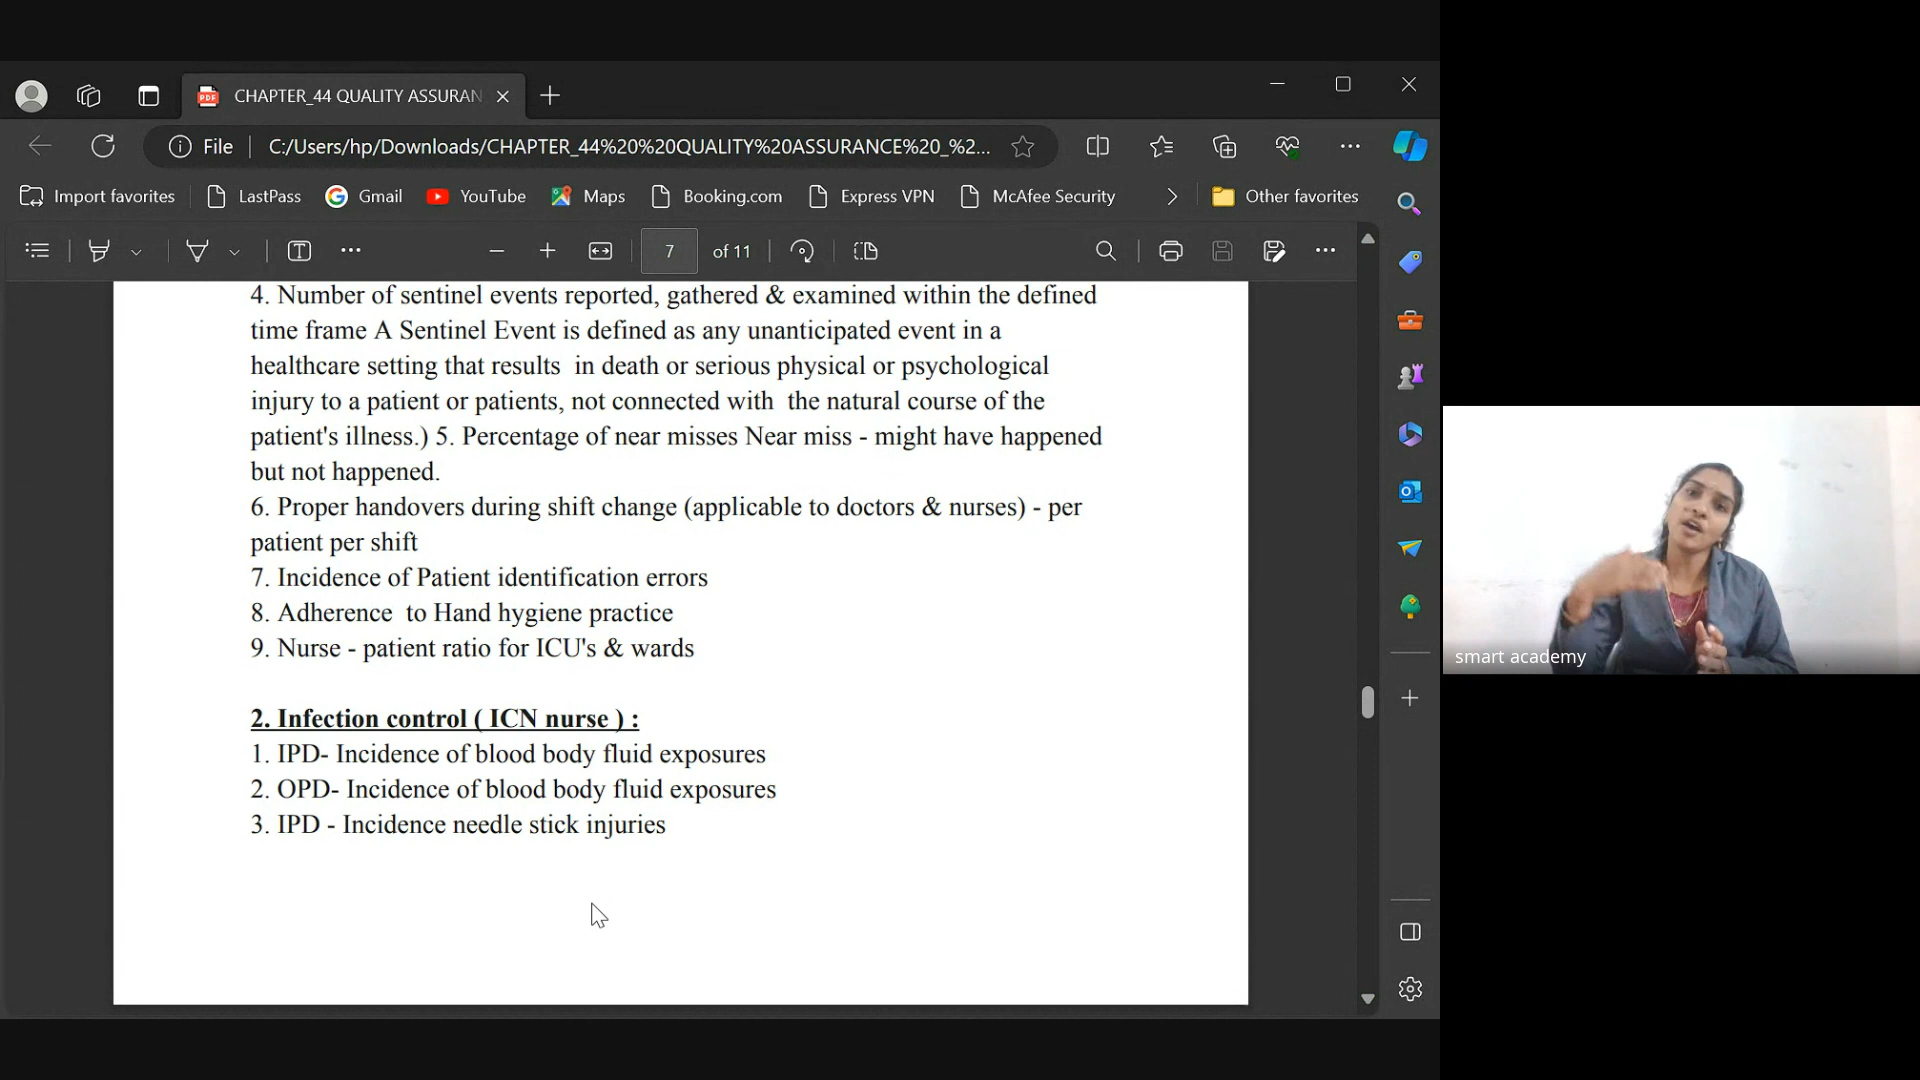 CHAPTER_44 QUALITY ASSURAN
File
C:/Users/hp/Downloads/CHAPTER_44%20%20QUALITY%20ASSURANCE%20_%2...
Import favorites
LastPass
Gmail
YouTube
Maps
Booking.com
Express VPN
McAfee Security
Other favorites
7 of 11
4. Number of sentinel events reported, gathered & examined within the defined
time frame A Sentinel Event is defined as any unanticipated event in a
healthcare setting that results  in death or serious physical or psychological
injury to a patient or patients, not connected with  the natural course of the
patient's illness.) 5. Percentage of near misses Near miss - might have happened
but not happened.
6. Proper handovers during shift change (applicable to doctors & nurses) - per
patient per shift
7. Incidence of Patient identification errors
8. Adherence  to Hand hygiene practice
9. Nurse - patient ratio for ICU's & wards
2. Infection control ( ICN nurse ) :
1. IPD- Incidence of blood body fluid exposures
2. OPD- Incidence of blood body fluid exposures
3. IPD - Incidence needle stick injuries
smart academy